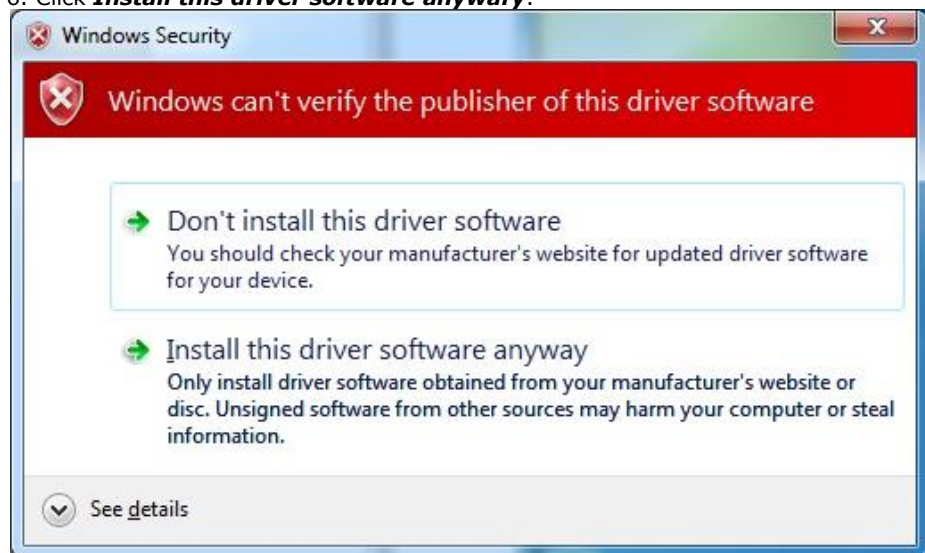 6. Click Install this driver software anywary.
Windows Security
Windows can't verify the publisher of this driver software
Don't install this driver software
You should check your manufacturer's website for updated driver software
for your device.
Install this driver software anyway
Only install driver software obtained from your manufacturer's website or
disc. Unsigned software from other sources may harm your computer or steal
information.
See details